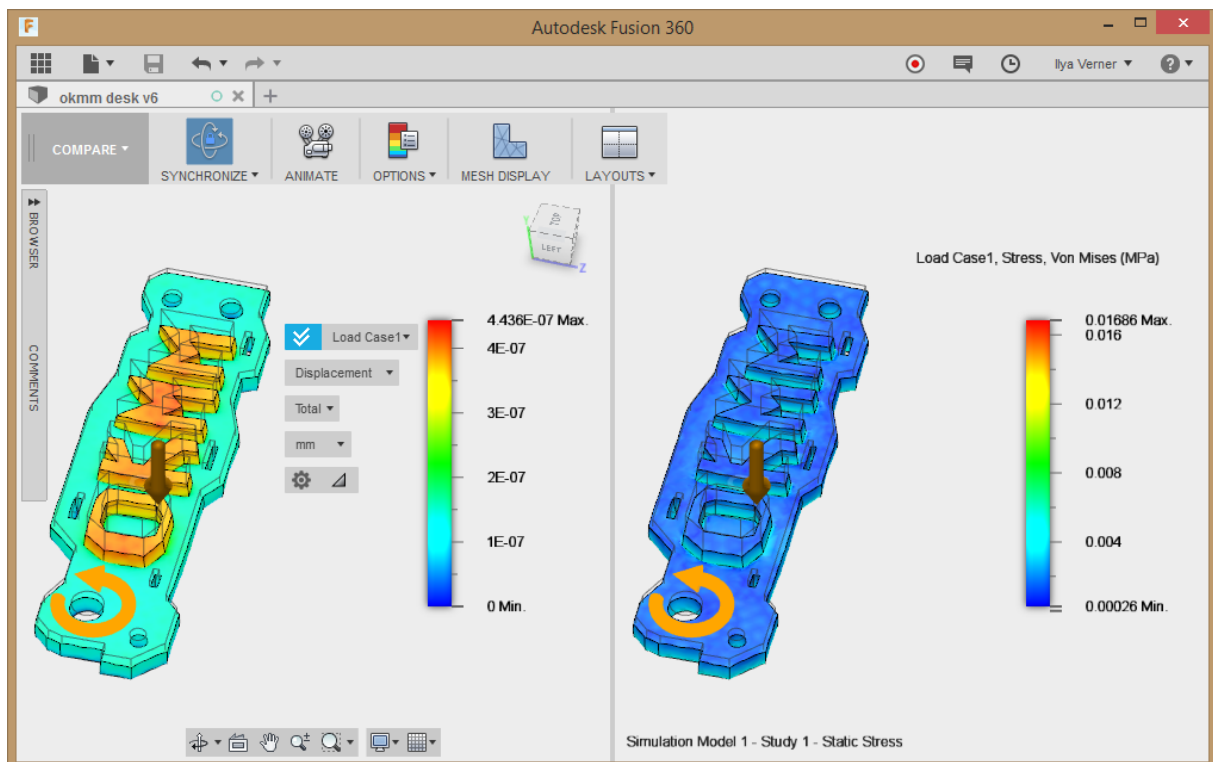 F
Autodesk Fusion 360
Ilya Verner
?
okmm desk v6
COMPARE
SYNCHRONIZE
ANIMATE
OPTIONS
MESH DISPLAY
LAYOUTS
BROWSER
COMMENTS
TOP
LEFT
Y
Z
Load Case1
Displacement
Total
mm
4.436E-07 Max.
4E-07
3E-07
2E-07
1E-07
0 Min.
Load Case1, Stress, Von Mises (MPa)
0.01686 Max.
0.016
0.012
0.008
0.004
0.00026 Min.
Simulation Model 1 - Study 1 - Static Stress